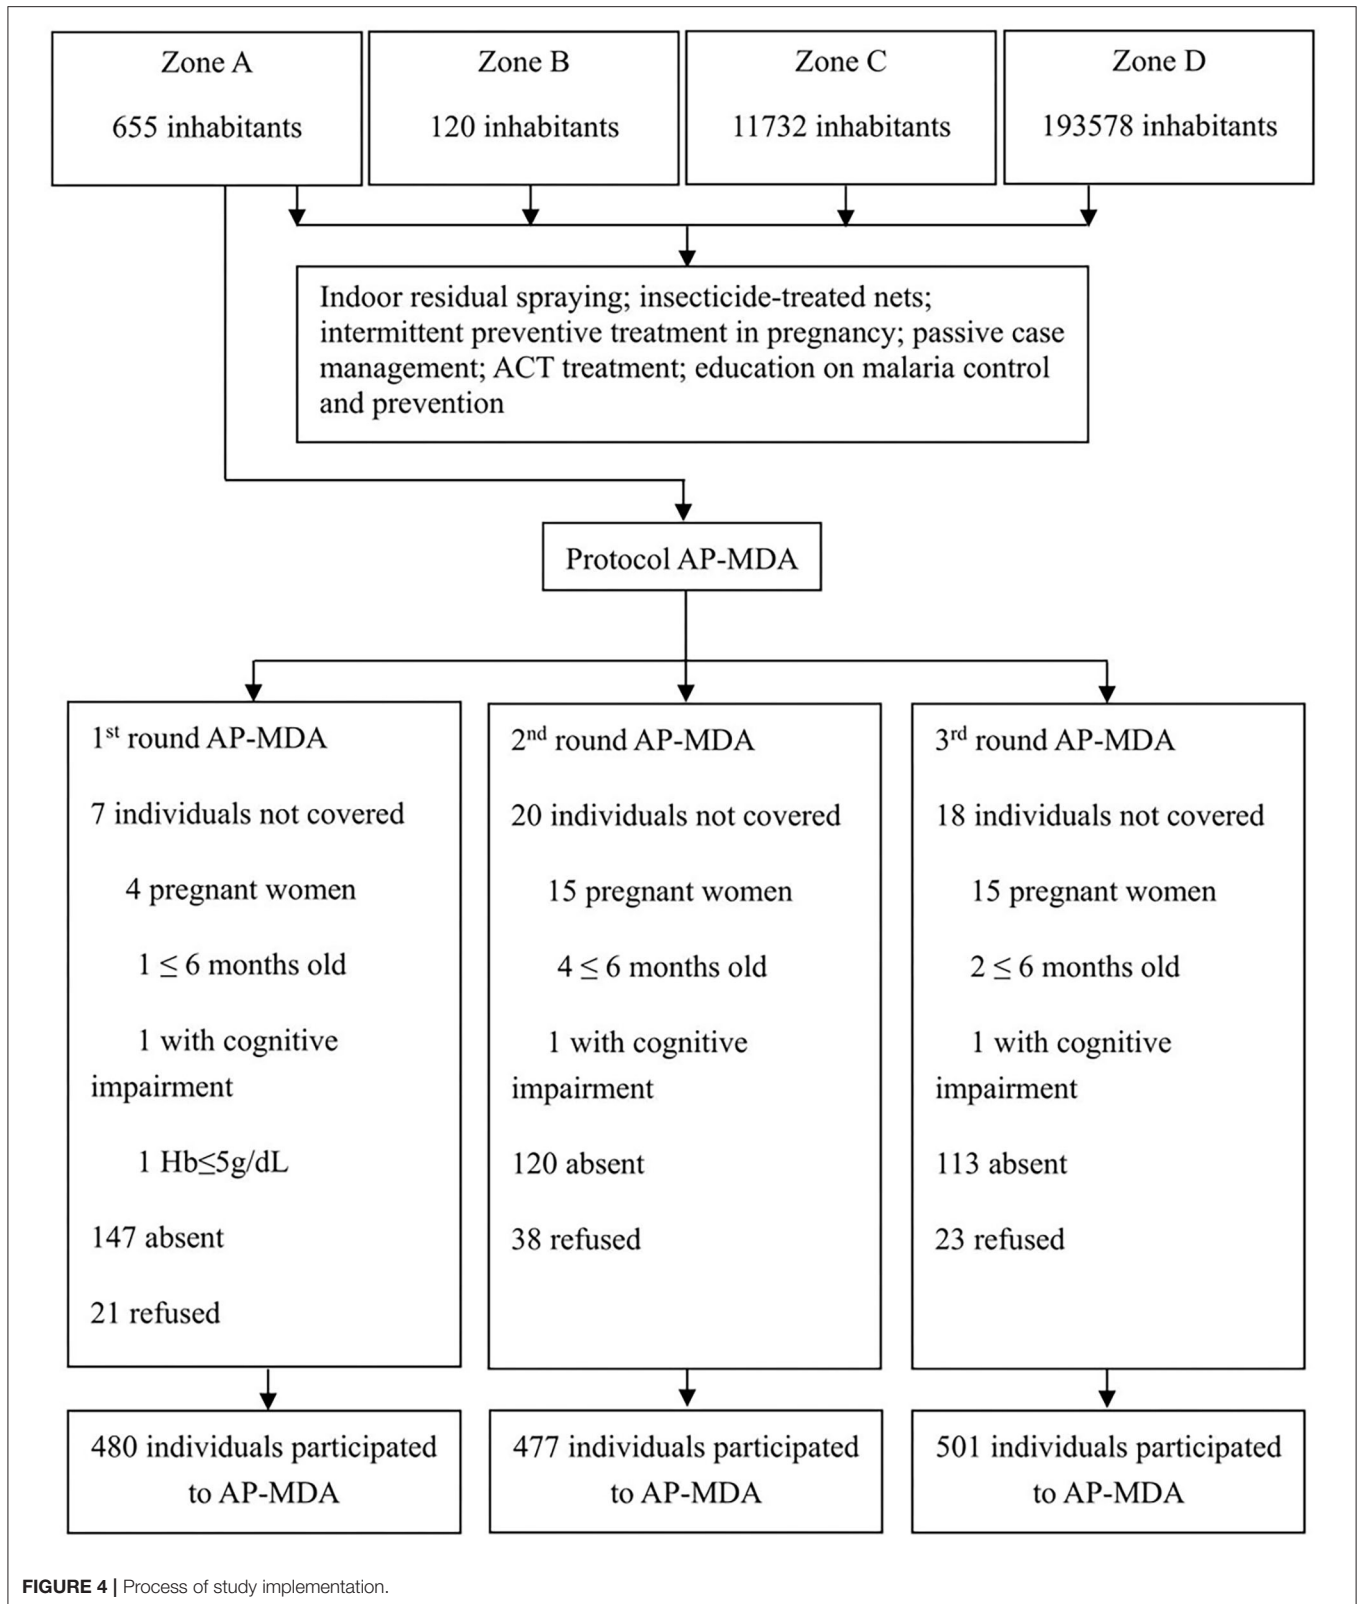 Zone A
655 inhabitants
Zone B
120 inhabitants
Zone C
11732 inhabitants
Zone D
193578 inhabitants
Indoor residual spraying; insecticide-treated nets;
intermittent preventive treatment in pregnancy; passive case
management; ACT treatment; education on malaria control
and prevention
Protocol AP-MDA
1st round AP-MDA
7 individuals not covered
4 pregnant women
1 ≤ 6 months old
1 with cognitive
impairment
1 Hb≤5g/dL
147 absent
21 refused
2nd round AP-MDA
20 individuals not covered
15 pregnant women
4 ≤ 6 months old
1 with cognitive
impairment
120 absent
38 refused
3rd round AP-MDA
18 individuals not covered
15 pregnant women
2 ≤ 6 months old
1 with cognitive
impairment
113 absent
23 refused
480 individuals participated
to AP-MDA
477 individuals participated
to AP-MDA
501 individuals participated
to AP-MDA
FIGURE 4 | Process of study implementation.